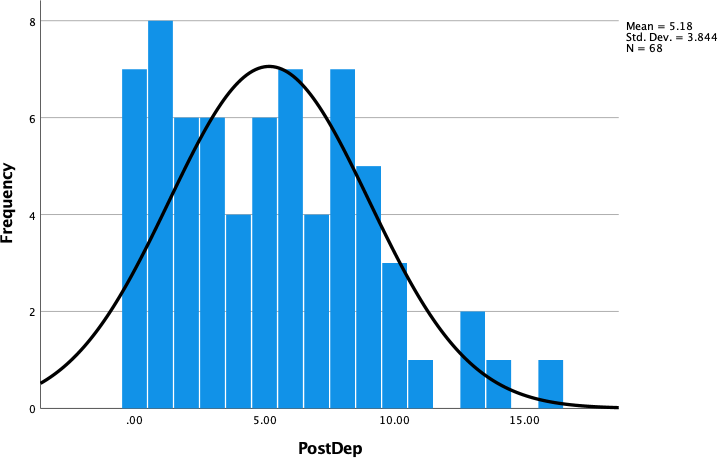 8
6
4
2
0
Frequency
.00
5.00
10.00
15.00
PostDep
Mean = 5.18
Std. Dev. = 3.844
N = 68